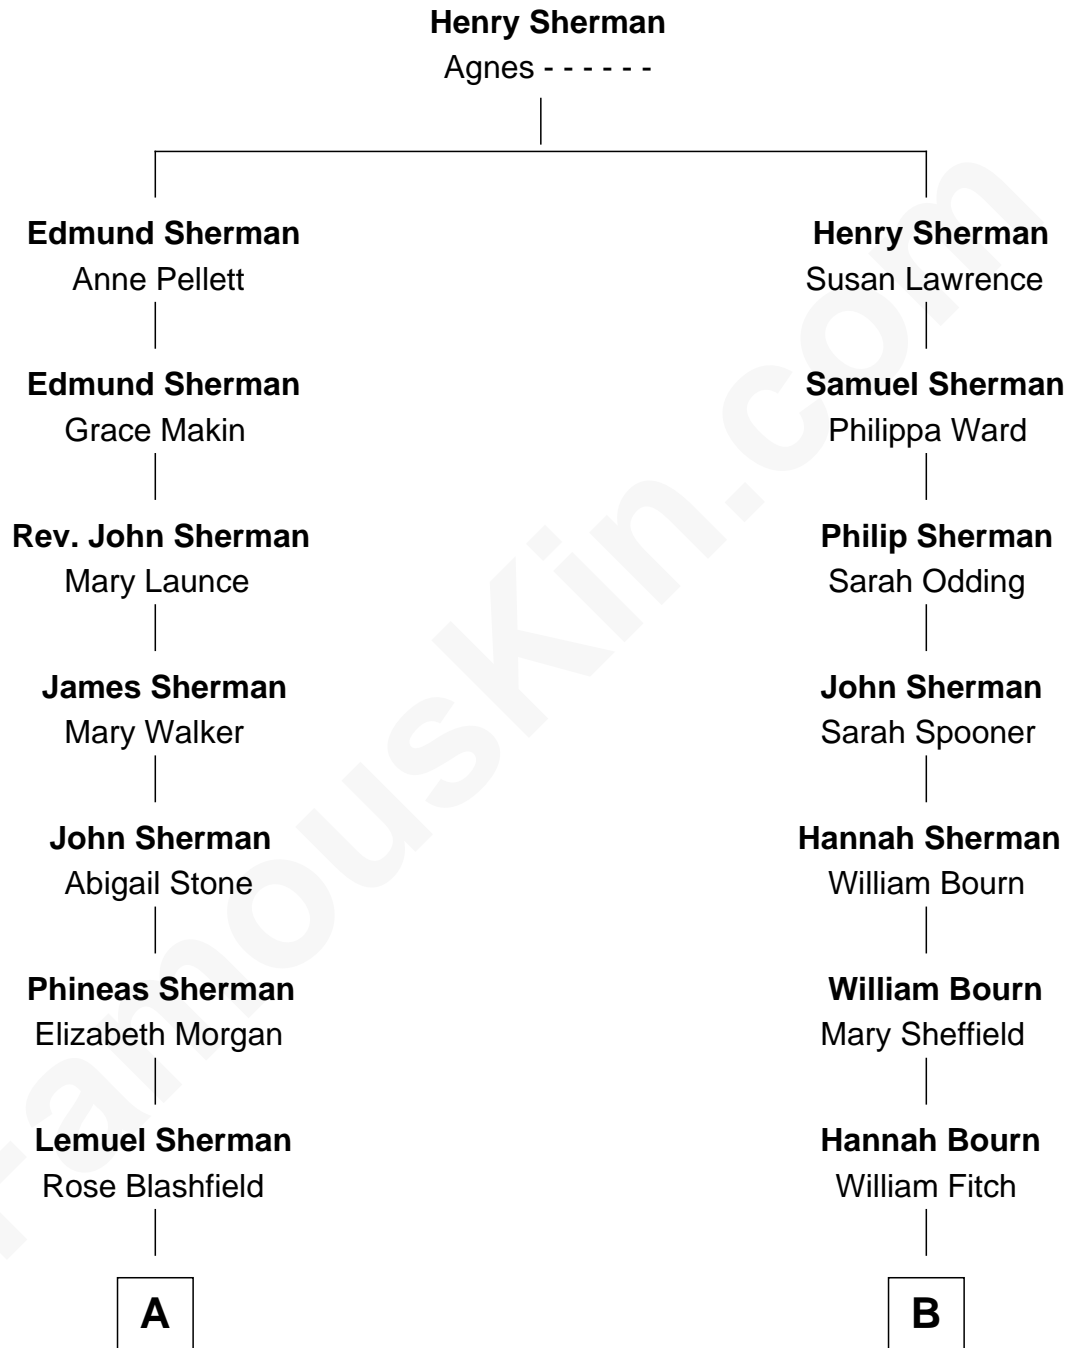 Henry Sherman
Agnes - - - - - -
Edmund Sherman
Anne Pellett
Henry Sherman
Susan Lawrence
Edmund Sherman
Grace Makin
Samuel Sherman
Philippa Ward
Rev. John Sherman
Mary Launce
Philip Sherman
Sarah Odding
James Sherman
Mary Walker
John Sherman
Sarah Spooner
John Sherman
Abigail Stone
Hannah Sherman
William Bourn
Phineas Sherman
Elizabeth Morgan
William Bourn
Mary Sheffield
Lemuel Sherman
Rose Blashfield
Hannah Bourn
William Fitch
A
B
FamousKin.com